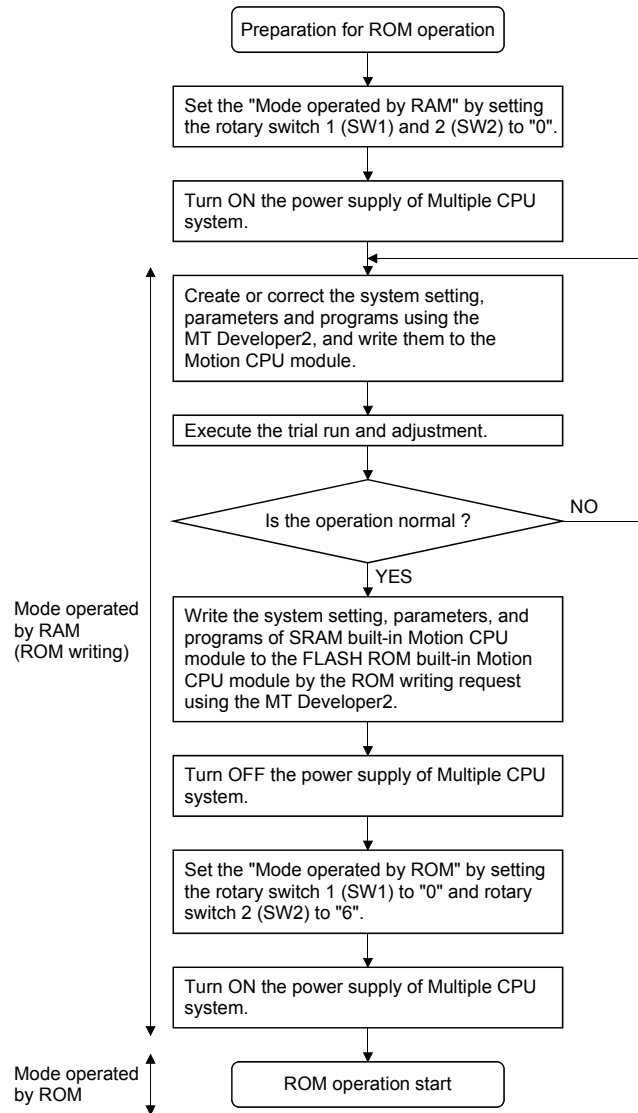 Preparation for ROM operation
Set the "Mode operated by RAM" by setting
the rotary switch 1 (SW1) and 2 (SW2) to "0".
Turn ON the power supply of Multiple CPU
system.
Create or correct the system setting,
parameters and programs using the
MT Developer2, and write them to the
Motion CPU module.
Execute the trial run and adjustment.
Is the operation normal ?
NO
YES
Mode operated
by RAM
(ROM writing)
Write the system setting, parameters, and
programs of SRAM built-in Motion CPU
module to the FLASH ROM built-in Motion
CPU module by the ROM writing request
using the MT Developer2.
Turn OFF the power supply of Multiple CPU
system.
Set the "Mode operated by ROM" by setting
the rotary switch 1 (SW1) to "0" and rotary
switch 2 (SW2) to "6".
Turn ON the power supply of Multiple CPU
system.
Mode operated
by ROM
ROM operation start